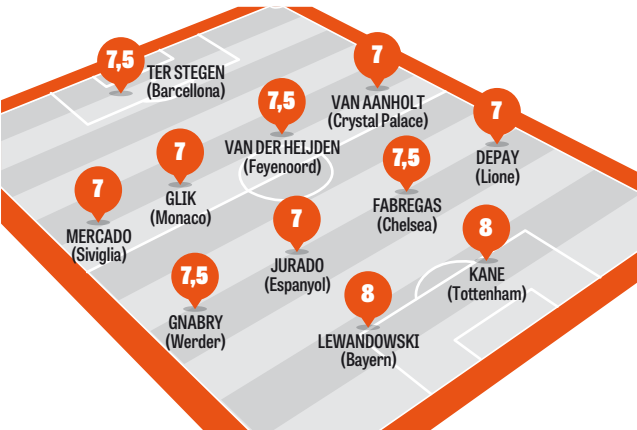 7,5
TER STEGEN
(Barcellona)
7
VAN AANHOLT
(Crystal Palace)
7,5
VAN DER HEIJDEN
(Feyenoord)
7
DEPAY
(Lione)
7
GLIK
(Monaco)
7,5
FABREGAS
(Chelsea)
7
MERCADO
(Siviglia)
7
JURADO
(Espanyol)
8
KANE
(Tottenham)
7,5
GNABRY
(Werder)
8
LEWANDOWSKI
(Bayern)